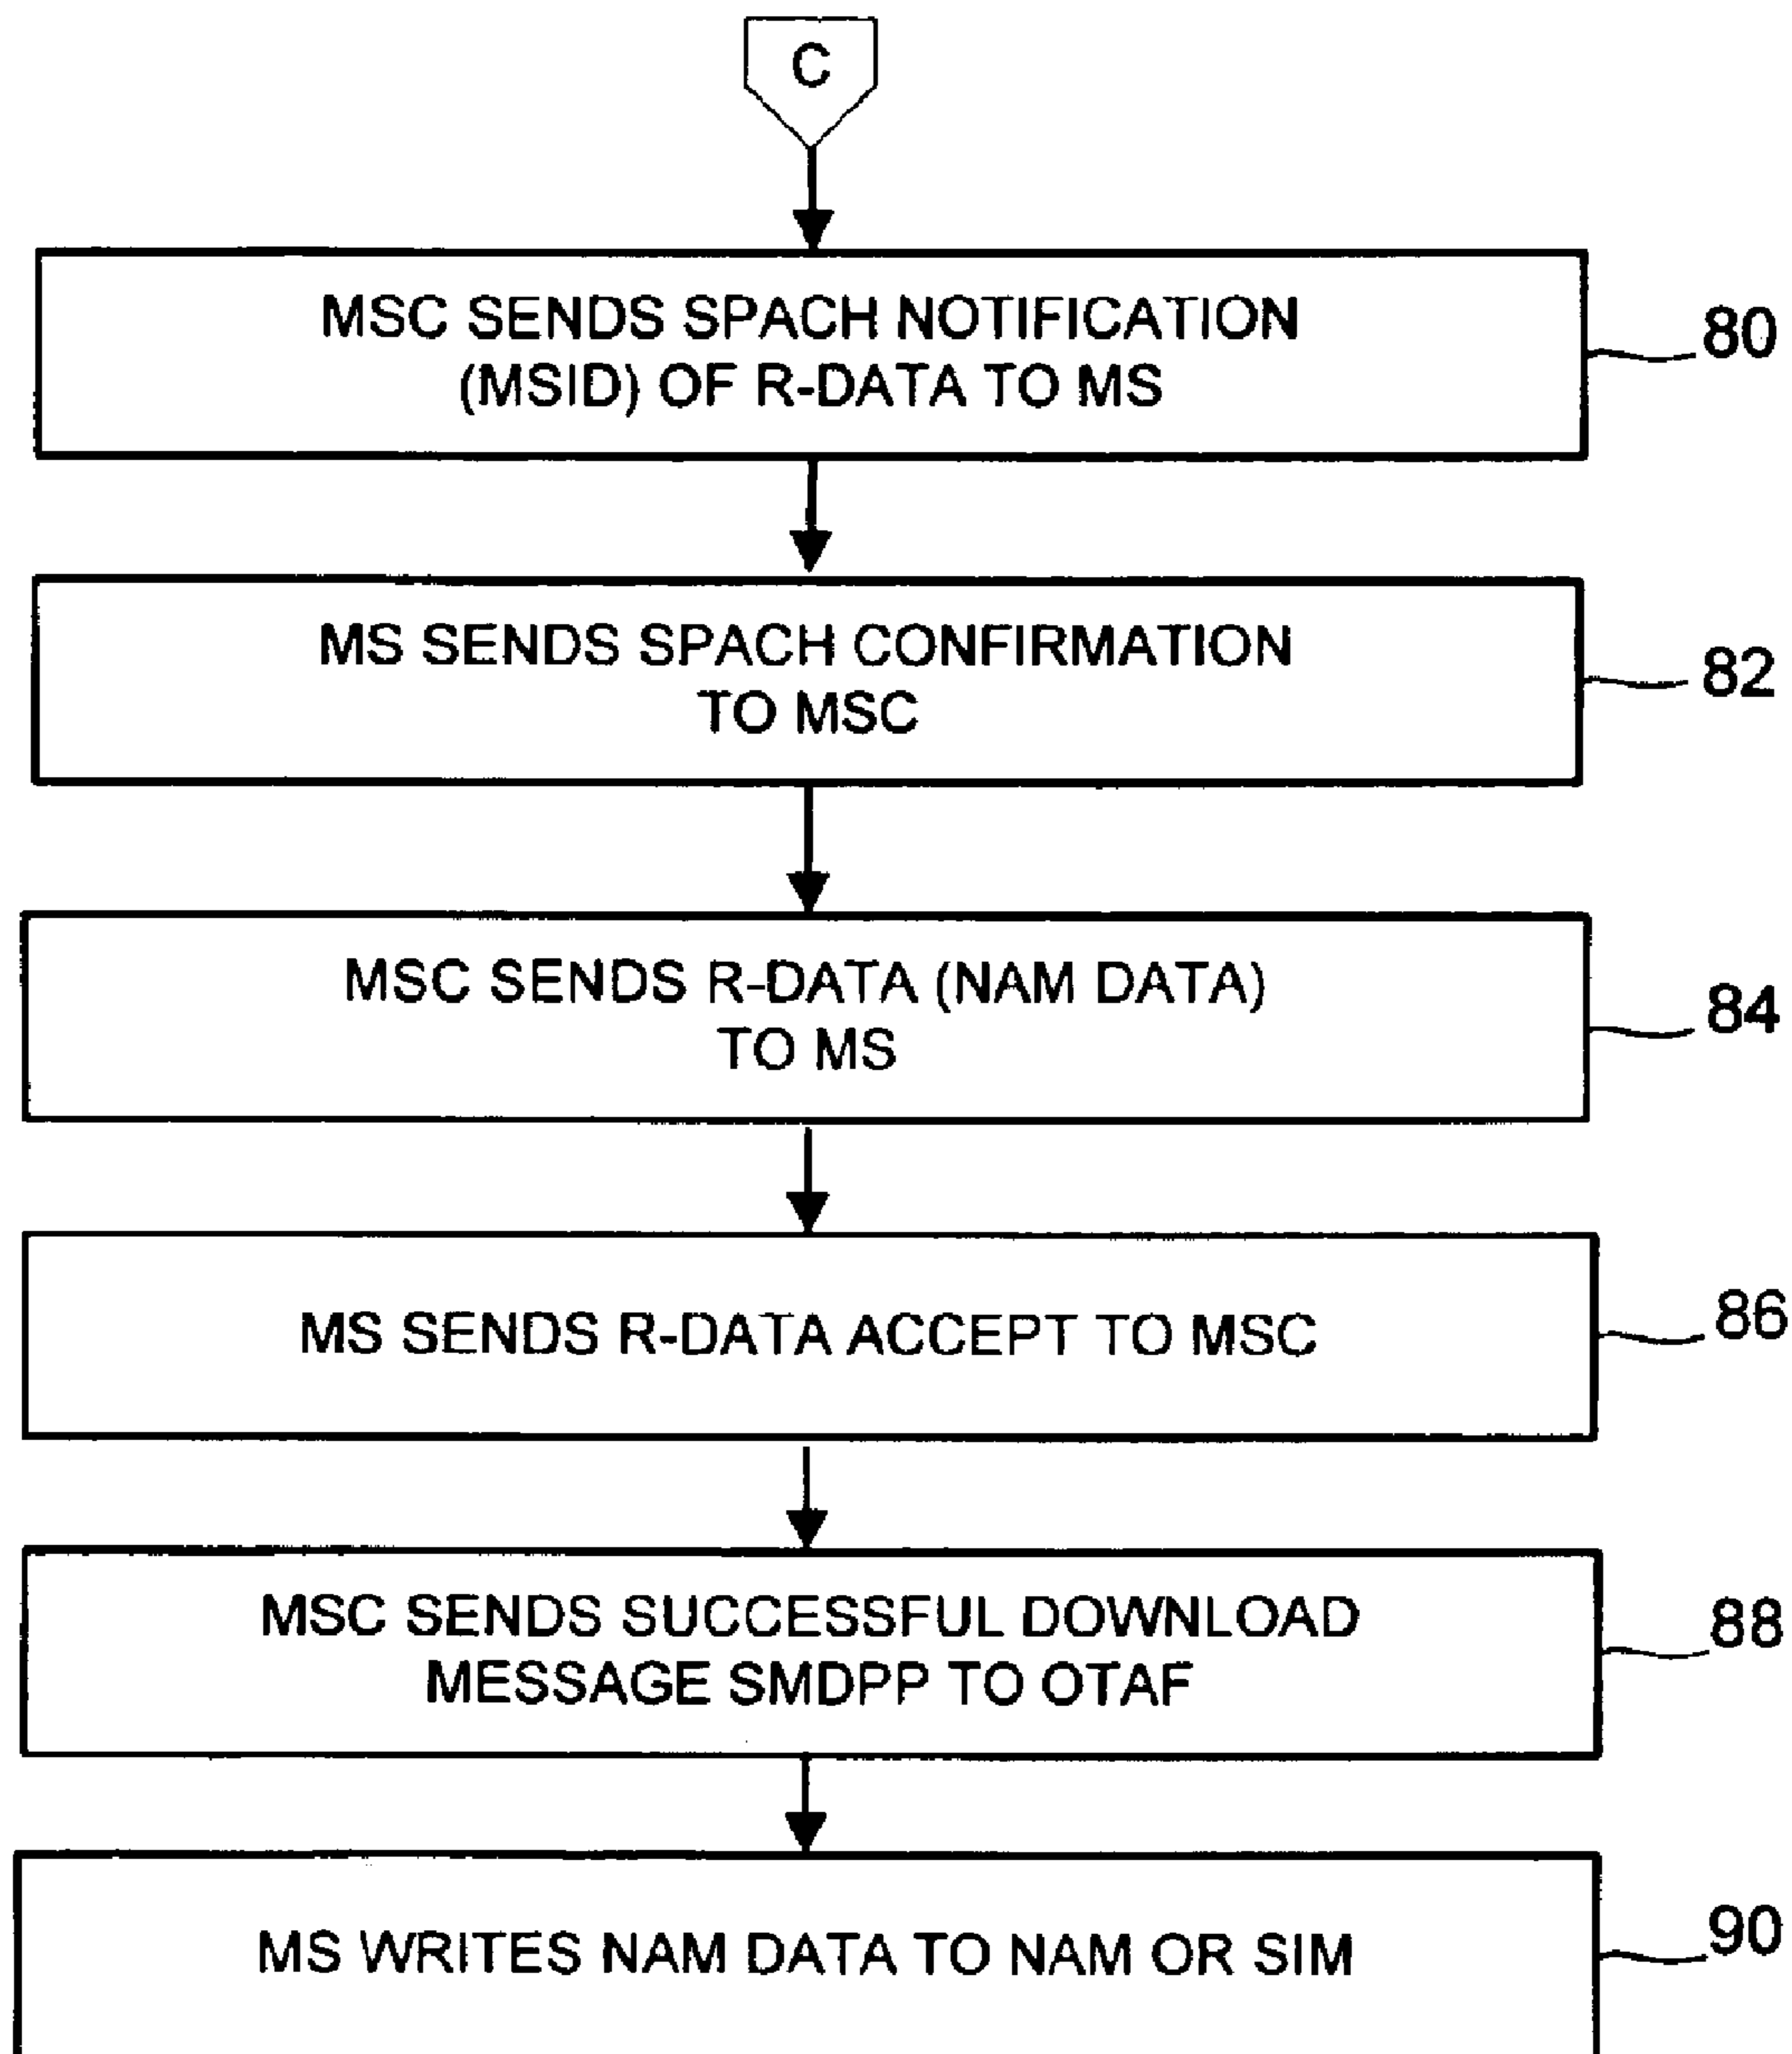 C
MSC SENDS SPACH NOTIFICATION
(MSID) OF R-DATA TO MS
80
MS SENDS SPACH CONFIRMATION
TO MSC
82
MSC SENDS R-DATA (NAM DATA)
TO MS
84
MS SENDS R-DATA ACCEPT TO MSC
86
MSC SENDS SUCCESSFUL DOWNLOAD
MESSAGE SMDPP TO OTAF
88
MS WRITES NAM DATA TO NAM OR SIM
90